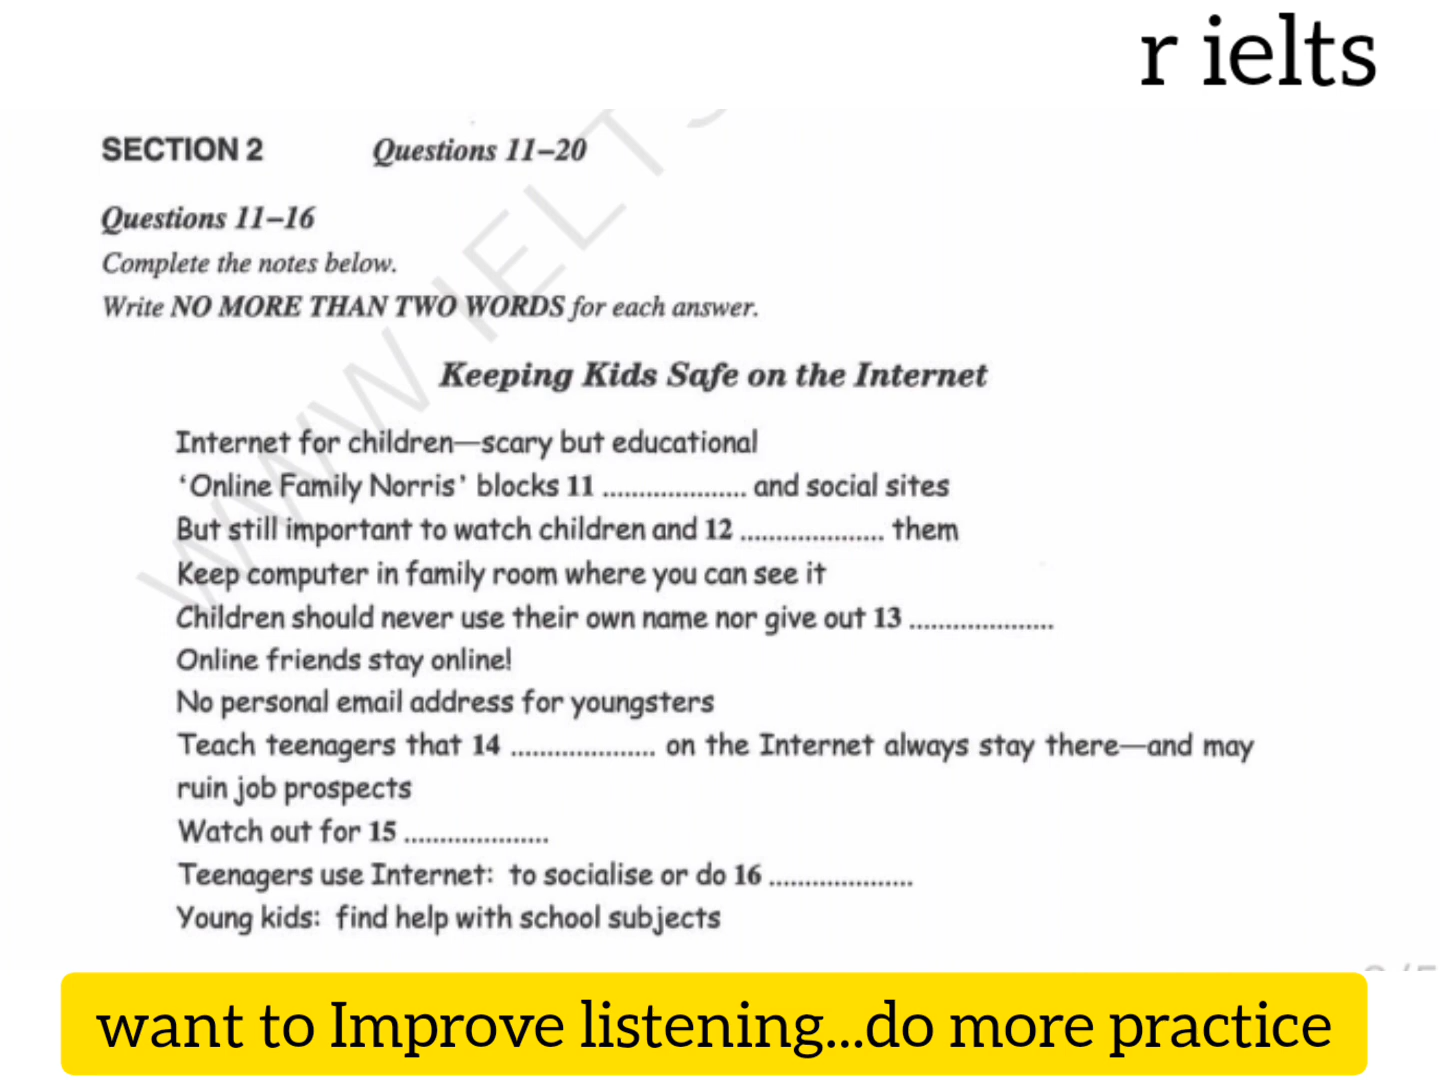 r ielts
SECTION 2 Questions 11–20
Questions 11–16
Complete the notes below.
Write NO MORE THAN TWO WORDS for each answer.
Keeping Kids Safe on the Internet
Internet for children—scary but educational
‘Online Family Norris’ blocks 11 .................... and social sites
But still important to watch children and 12 .................... them
Keep computer in family room where you can see it
Children should never use their own name nor give out 13 ....................
Online friends stay online!
No personal email address for youngsters
Teach teenagers that 14 .................... on the Internet always stay there—and may
ruin job prospects
Watch out for 15 ....................
Teenagers use Internet: to socialise or do 16 ....................
Young kids: find help with school subjects
want to Improve listening...do more practice
WWW IELTS